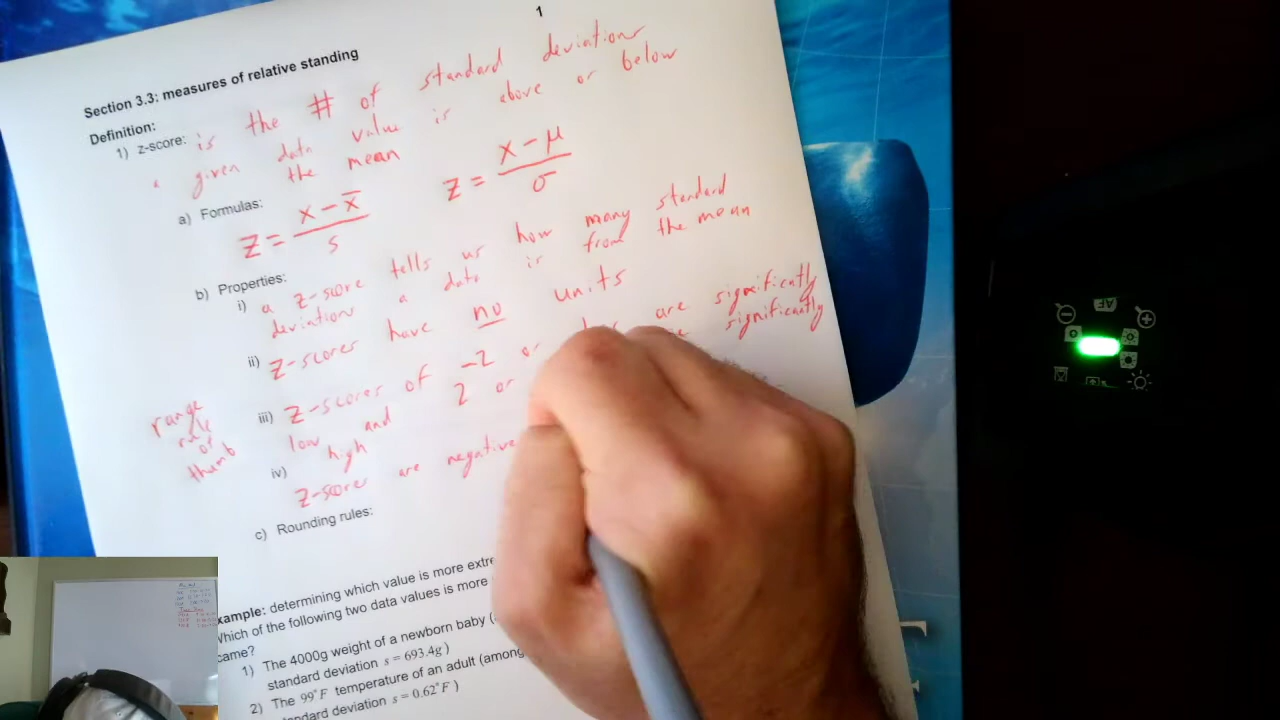 1
Section 3.3: measures of relative standing
Definition:
1) z-score: is the # of standard deviations
a given data value is above or below
the mean
a) Formulas:
z = (x - x̄)/s z = (x - μ)/σ
b) Properties:
i) a z-score tells us how many standard
deviations a data is from the mean
ii) z-scores have no units
iii) z-scores of -2 or are significantly
low and 2 or significantly
high
range
rule
of
thumb
iv) z-scores are negative
c) Rounding rules:
xample: determining which value is more extre
Which of the following two data values is more
came?
1) The 4000g weight of a newborn baby (
standard deviation s = 693.4g)
2) The 99°F temperature of an adult (among
ndard deviation s = 0.62°F)
AF